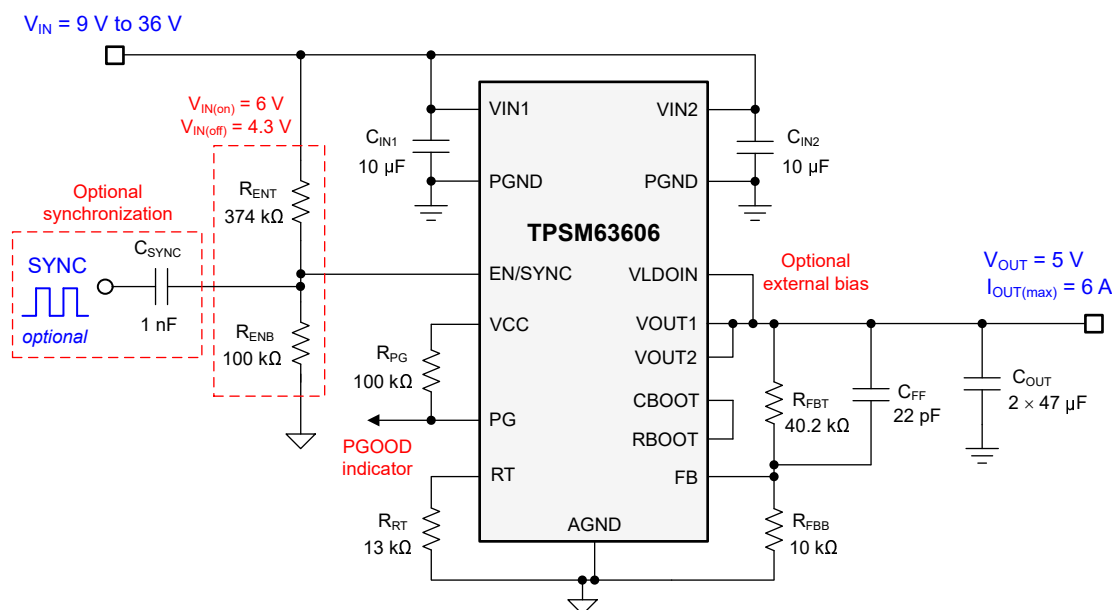 VIN = 9 V to 36 V
VIN(on) = 6 V
VIN(off) = 4.3 V
CIN1
10 µF
VIN1
VIN2
CIN2
10 µF
PGND
PGND
RENT
374 kΩ
TPSM63606
Optional
synchronization
CSYNC
SYNC
optional
1 nF
EN/SYNC
VLDOIN
Optional
external bias
VOUT = 5 V
IOUT(max) = 6 A
RENB
100 kΩ
VCC
VOUT1
VOUT2
RPG
100 kΩ
CBOOT
RBOOT
RFBT
40.2 kΩ
CFF
22 pF
COUT
2 × 47 µF
PG
PGOOD
indicator
RT
FB
RRT
13 kΩ
AGND
RFBB
10 kΩ